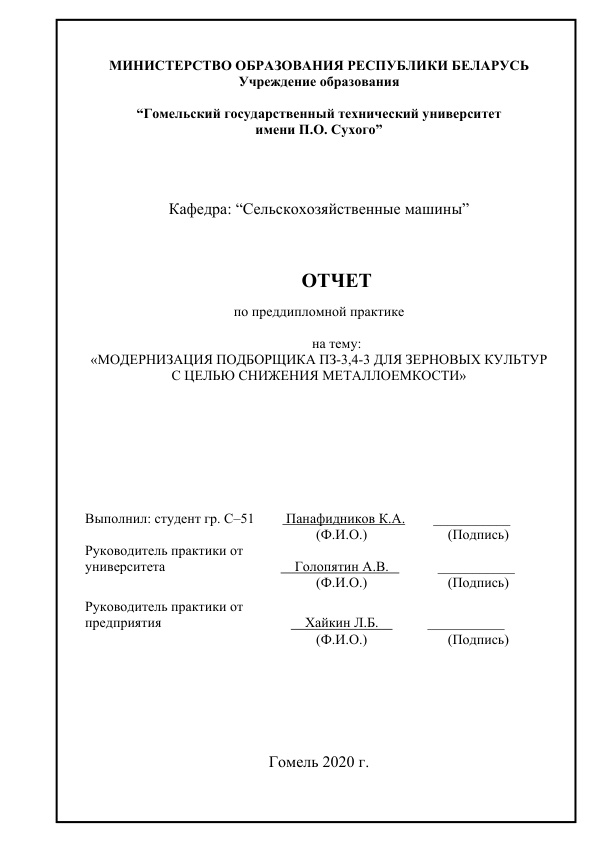 МИНИСТЕРСТВО ОБРАЗОВАНИЯ РЕСПУБЛИКИ БЕЛАРУСЬ
Учреждение образования
“Гомельский государственный технический университет
имени П.О. Сухого”
Кафедра: “Сельскохозяйственные машины”
ОТЧЕТ
по преддипломной практике
на тему:
«МОДЕРНИЗАЦИЯ ПОДБОРЩИКА ПЗ-3,4-3 ДЛЯ ЗЕРНОВЫХ КУЛЬТУР
С ЦЕЛЬЮ СНИЖЕНИЯ МЕТАЛЛОЕМКОСТИ»
Выполнил: студент гр. С–51 Панафидников К.А. ___________
(Ф.И.О.) (Подпись)
Руководитель практики от
университета Голопятин А.В. ___________
(Ф.И.О.) (Подпись)
Руководитель практики от
предприятия Хайкин Л.Б. ___________
(Ф.И.О.) (Подпись)
Гомель 2020 г.